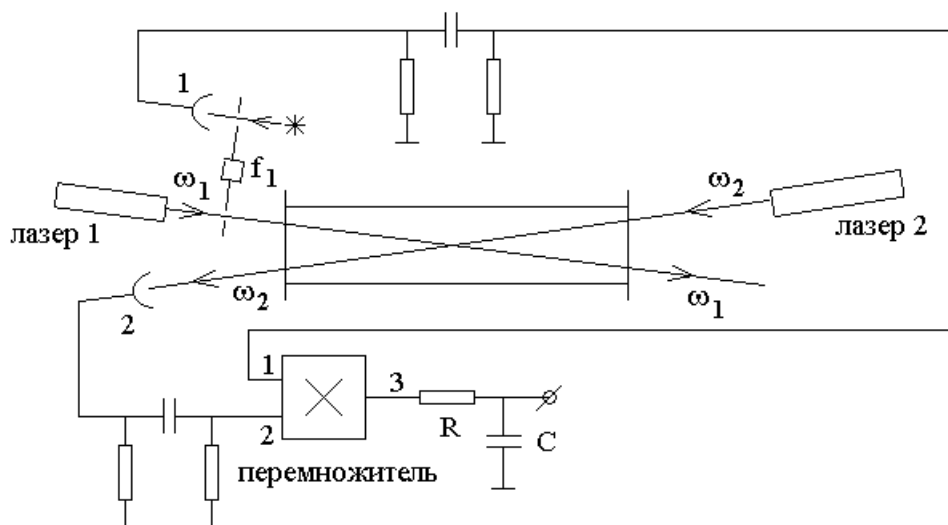 1
f₁
ω₁
ω₂
лазер 1
лазер 2
2
ω₂
ω₁
1
3
2
R
C
перемножитель